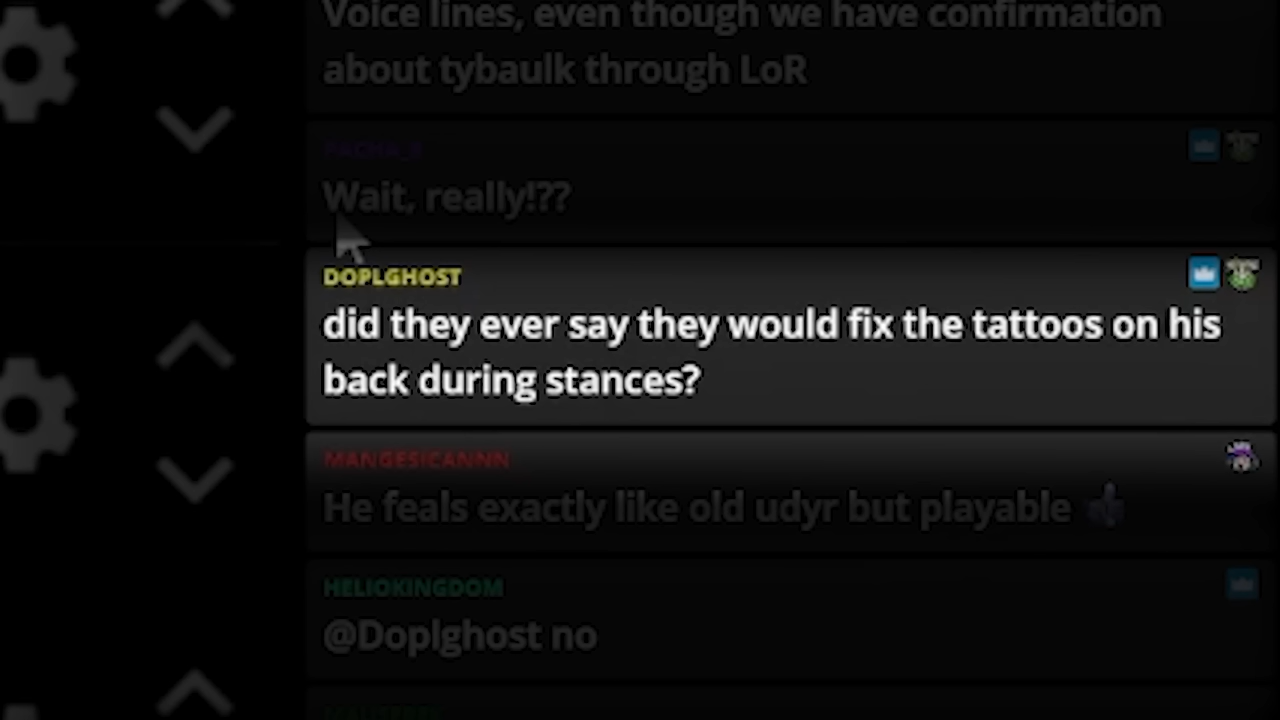 Voice lines, even though we have confirmation
about tybaulk through LoR
Wait, really!??
DOPLGHOST
did they ever say they would fix the tattoos on his
back during stances?
MANGESICANNN
He feals exactly like old udyr but playable
HELIOKINGDOM
@Doplghost no